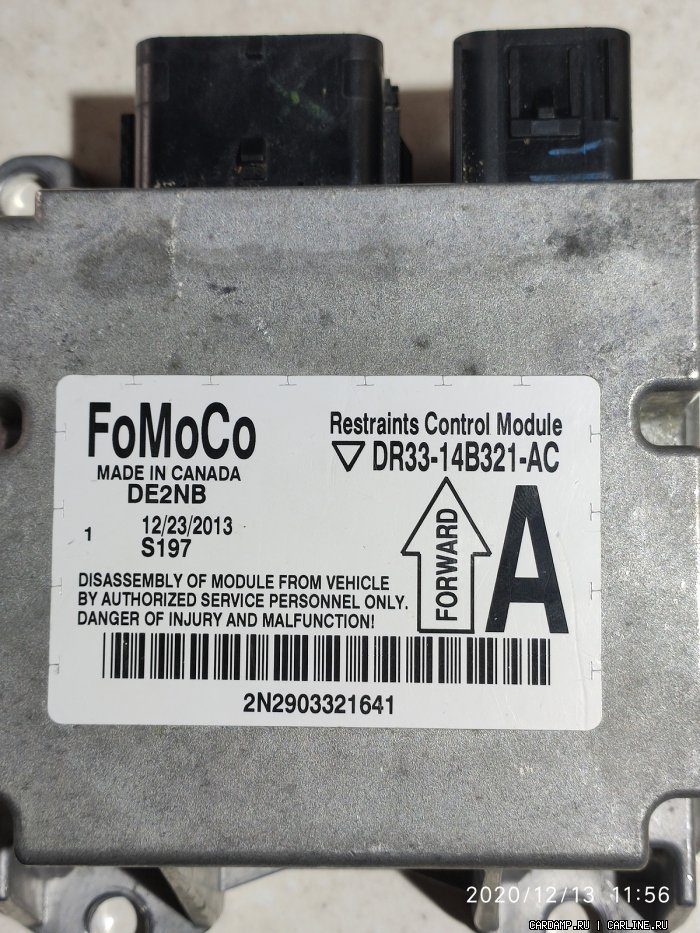 FoMoCo
MADE IN CANADA
DE2NB
1 12/23/2013
S197
Restraints Control Module
DR33-14B321-AC
FORWARD
A
DISASSEMBLY OF MODULE FROM VEHICLE
BY AUTHORIZED SERVICE PERSONNEL ONLY.
DANGER OF INJURY AND MALFUNCTION!
2N2903321641
2020/12/13 11:56
CARDAMP.RU | CARLINE.RU